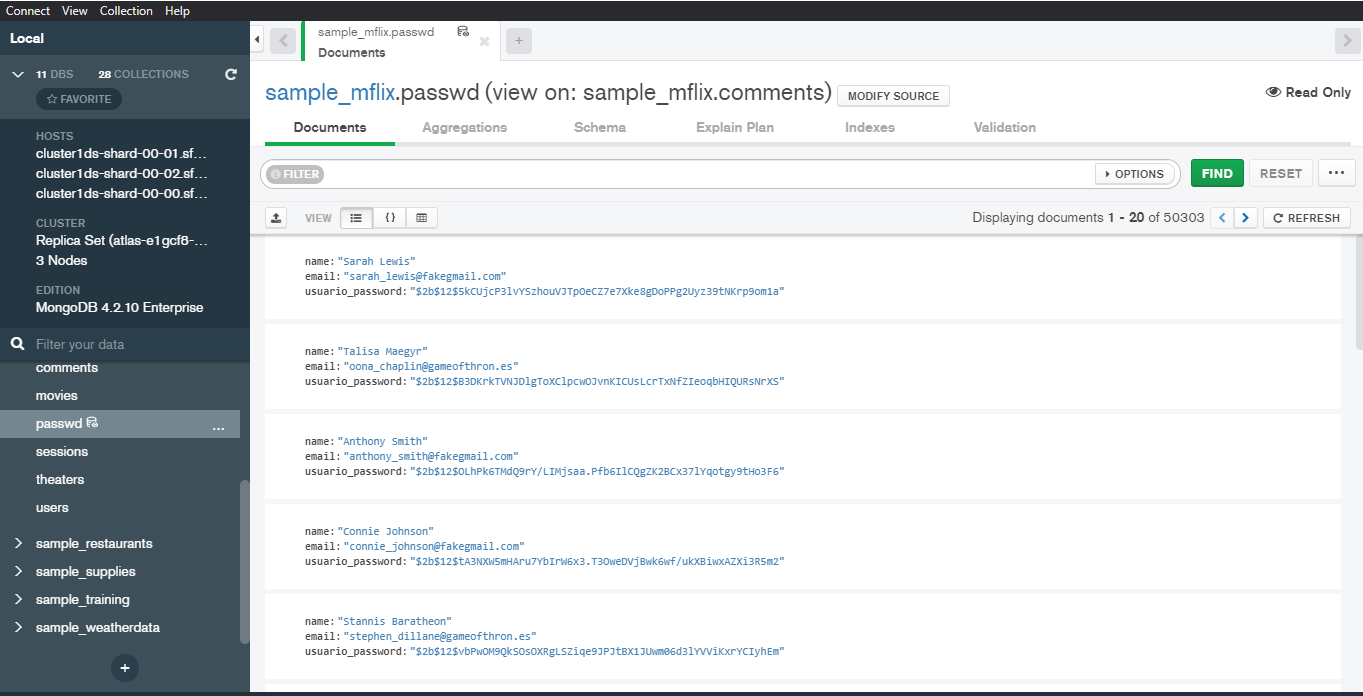 Connect View Collection Help
Local
11 DBS 28 COLLECTIONS
FAVORITE
HOSTS
cluster1ds-shard-00-01.sf...
cluster1ds-shard-00-02.sf...
cluster1ds-shard-00-00.sf...
CLUSTER
Replica Set (atlas-e1gcf8-...
3 Nodes
EDITION
MongoDB 4.2.10 Enterprise
Filter your data
comments
movies
passwd ...
sessions
theaters
users
sample_restaurants
sample_supplies
sample_training
sample_weatherdata
+
sample_mflix.passwd
Documents
+
sample_mflix.passwd (view on: sample_mflix.comments) MODIFY SOURCE Read Only
Documents Aggregations Schema Explain Plan Indexes Validation
FILTER OPTIONS FIND RESET ...
VIEW {} Displaying documents 1 - 20 of 50303 REFRESH
name: "Sarah Lewis"
email: "sarah_lewis@fakegmail.com"
usuario_password: "$2b$12$5kCUjcP3lvYSzhouVJTpOeCZ7e7Xke8gDoPPg2Uyz39tNKrp9om1a"
name: "Talisa Maegyr"
email: "oona_chaplin@gameofthron.es"
usuario_password: "$2b$12$B3DKrkTVNJDlgToXClpcwOJvnKICUsLcrTxNfZIeoqbHIQURsNrXS"
name: "Anthony Smith"
email: "anthony_smith@fakegmail.com"
usuario_password: "$2b$12$OLhPk6TMdQ9rY/LIMjsaa.Pfb6IlCQgZK2BCx37lYqotgy9tHo3F6"
name: "Connie Johnson"
email: "connie_johnson@fakegmail.com"
usuario_password: "$2b$12$tA3NXW5mHAru7YbIrW6x3.T3OweDVjBwk6wf/ukXBiwxAZXi3R5m2"
name: "Stannis Baratheon"
email: "stephen_dillane@gameofthron.es"
usuario_password: "$2b$12$vbPwOM9QkSOsOXRgLSZiqe9JPJtBX1JUwm06d3lYVViKxrYCIyhEm"